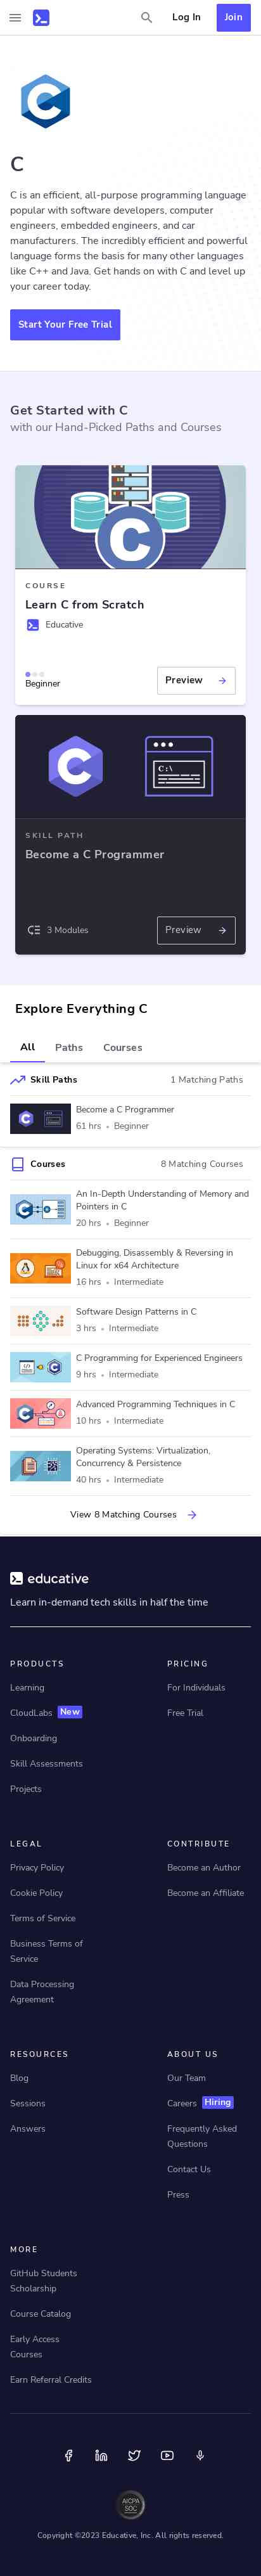 Log In
Join
C
C
C is an efficient, all-purpose programming language
popular with software developers, computer
engineers, embedded engineers, and car
manufacturers. The incredibly efficient and powerful
language forms the basis for many other languages
like C++ and Java. Get hands on with C and level up
your career today.
Start Your Free Trial
Get Started with C
with our Hand-Picked Paths and Courses
C
COURSE
Learn C from Scratch
Educative
Beginner
Preview
C
C:\
SKILL PATH
Become a C Programmer
3 Modules
Preview
Explore Everything C
All
Paths
Courses
Skill Paths
1 Matching Paths
Become a C Programmer
61 hrs
Beginner
Courses
8 Matching Courses
An In-Depth Understanding of Memory and
Pointers in C
20 hrs
Beginner
Debugging, Disassembly & Reversing in
Linux for x64 Architecture
16 hrs
Intermediate
Software Design Patterns in C
3 hrs
Intermediate
C Programming for Experienced Engineers
9 hrs
Intermediate
Advanced Programming Techniques in C
10 hrs
Intermediate
Operating Systems: Virtualization,
Concurrency & Persistence
40 hrs
Intermediate
View 8 Matching Courses
educative
Learn in-demand tech skills in half the time
PRODUCTS
Learning
CloudLabs New
Onboarding
Skill Assessments
Projects
PRICING
For Individuals
Free Trial
LEGAL
Privacy Policy
Cookie Policy
Terms of Service
Business Terms of
Service
Data Processing
Agreement
CONTRIBUTE
Become an Author
Become an Affiliate
RESOURCES
Blog
Sessions
Answers
ABOUT US
Our Team
Careers Hiring
Frequently Asked
Questions
Contact Us
Press
MORE
GitHub Students
Scholarship
Course Catalog
Early Access
Courses
Earn Referral Credits
AICPA
SOC
Copyright ©2023 Educative, Inc. All rights reserved.